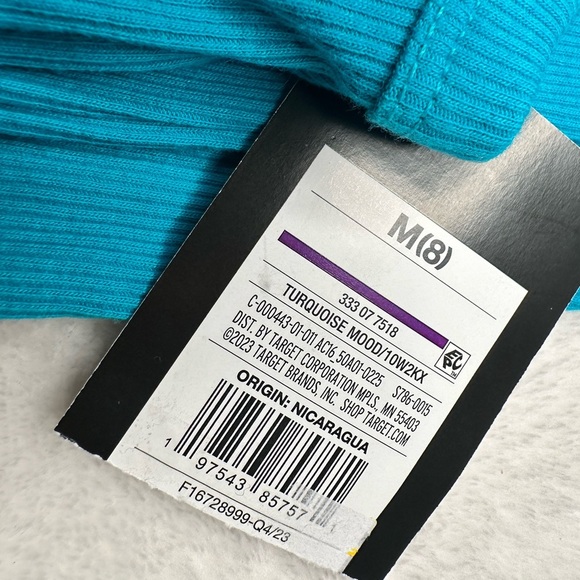 M(8)
333 07 7518
TURQUOISE MOOD/10W2KX
C-000443-01-011 AC16 50A01-0225 S786-0015
DIST. BY TARGET CORPORATION MPLS., MN 55403
©2023 TARGET BRANDS, INC. SHOP TARGET.COM
ORIGIN: NICARAGUA
1 97543 85757 1
F16728999-Q4/23